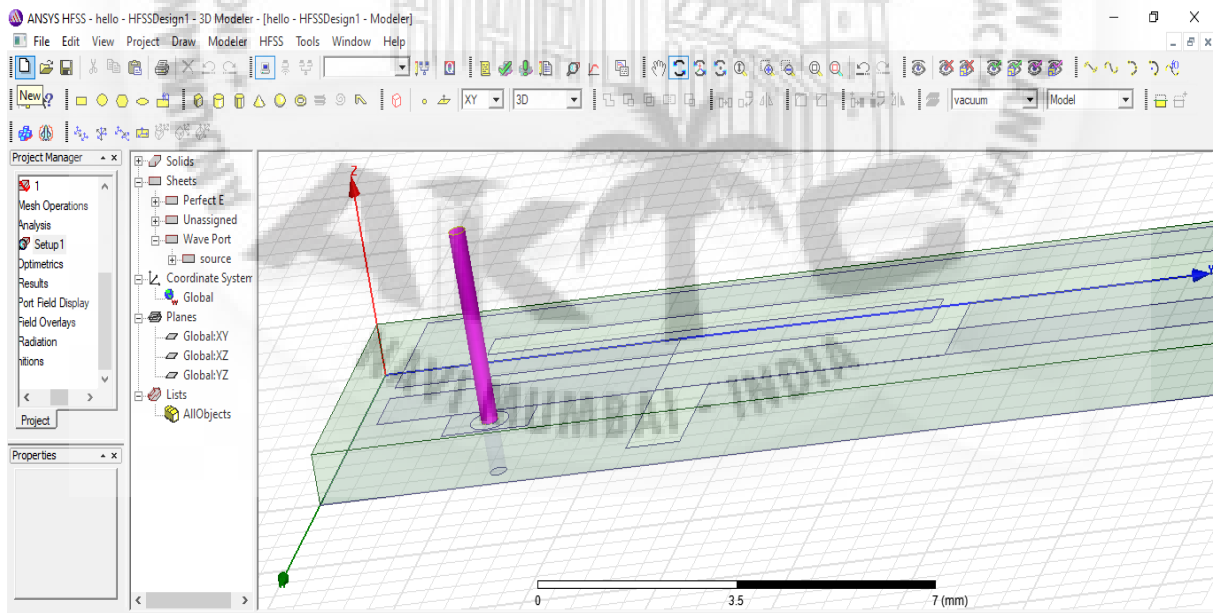 ANSYS HFSS - hello - HFSSDesign1 - 3D Modeler - [hello - HFSSDesign1 - Modeler]
File Edit View Project Draw Modeler HFSS Tools Window Help
New
XY
3D
vacuum
Model
Project Manager
1
Mesh Operations
Analysis
Setup1
Optimetrics
Results
Port Field Display
Field Overlays
Radiation
nitions
Project
Properties
Solids
Sheets
Perfect E
Unassigned
Wave Port
source
Coordinate System
Global
Planes
Global:XY
Global:XZ
Global:YZ
Lists
AllObjects
Z
AKTC
MUMBAI - INDIA
0 3.5 7 (mm)